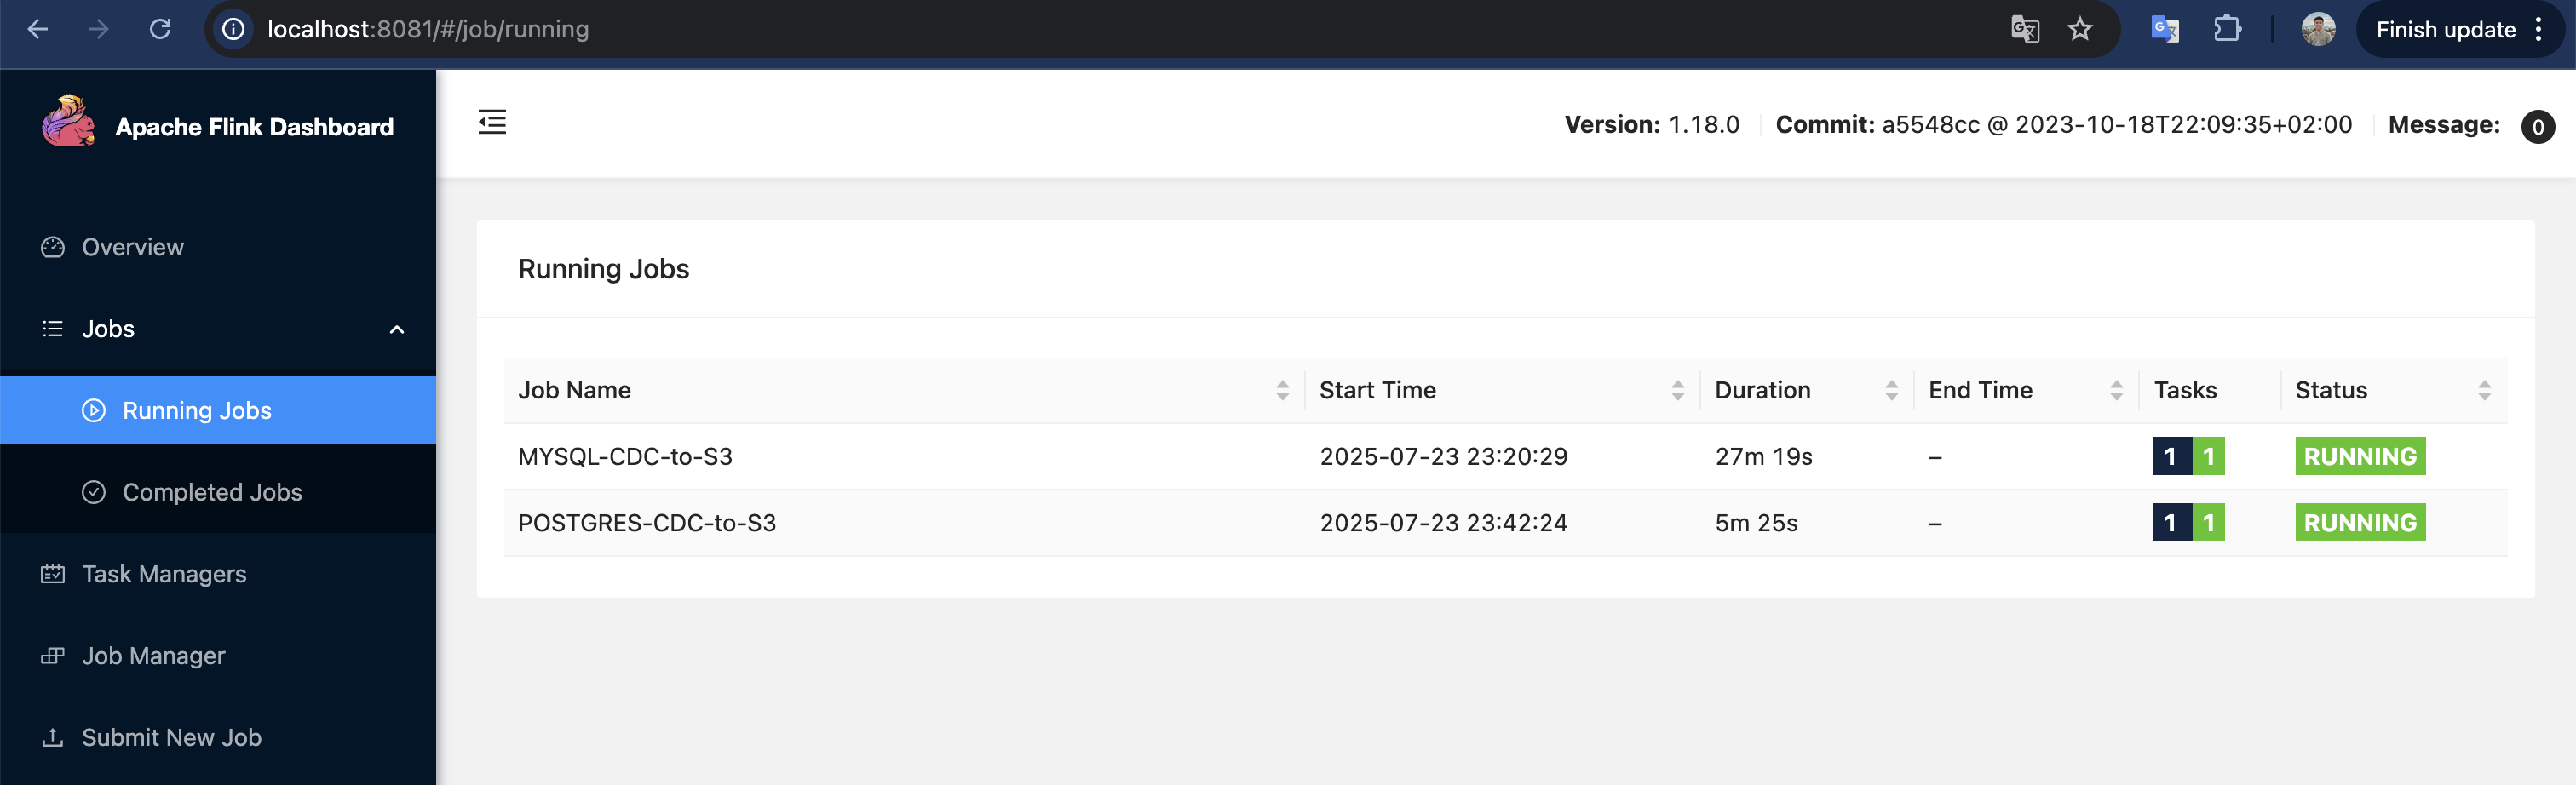 localhost:8081/#/job/running
Finish update
Apache Flink Dashboard
Version: 1.18.0 Commit: a5548cc @ 2023-10-18T22:09:35+02:00 Message: 0
Overview
Jobs
Running Jobs
Completed Jobs
Task Managers
Job Manager
Submit New Job
Running Jobs
Job Name Start Time Duration End Time Tasks Status
MYSQL-CDC-to-S3 2025-07-23 23:20:29 27m 19s – 1 1 RUNNING
POSTGRES-CDC-to-S3 2025-07-23 23:42:24 5m 25s – 1 1 RUNNING